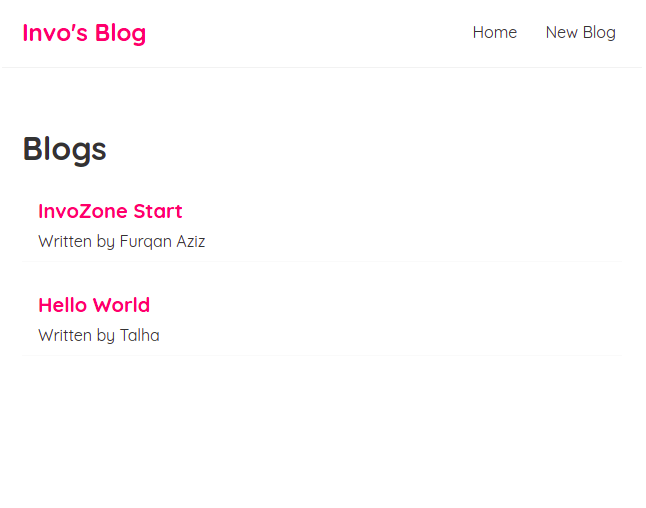 Invo's Blog
Home
New Blog
Blogs
InvoZone Start
Written by Furqan Aziz
Hello World
Written by Talha